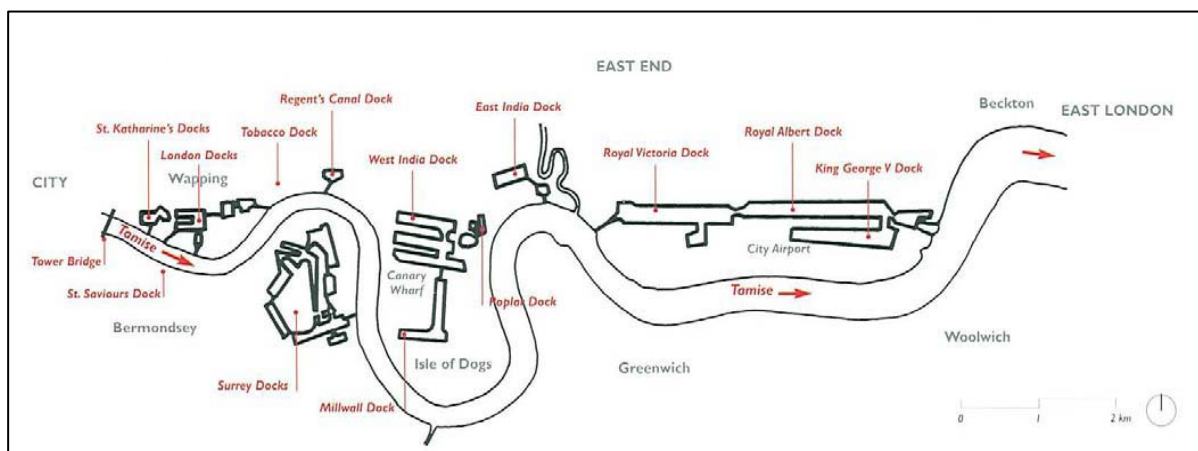 EAST END
Regent's Canal Dock
East India Dock
Beckton
EAST LONDON
St. Katharine's Docks
Tobacco Dock
Royal Albert Dock
London Docks
West India Dock
Royal Victoria Dock
King George V Dock
CITY
Wapping
Tamise
City Airport
Tower Bridge
Canary
Wharf
St. Saviours Dock
Poplar Dock
Tamise
Bermondsey
Woolwich
Isle of Dogs
Greenwich
Surrey Docks
Millwall Dock
0 1 2 km